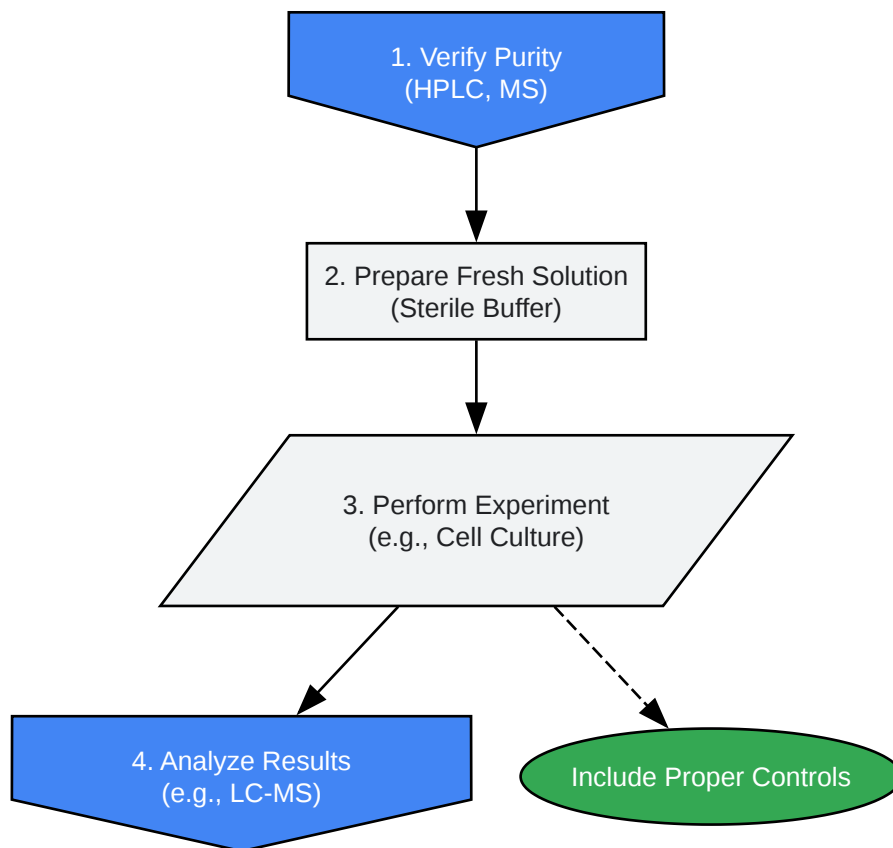 1. Verify Purity
(HPLC, MS)
2. Prepare Fresh Solution
(Sterile Buffer)
3. Perform Experiment
(e.g., Cell Culture)
4. Analyze Results
(e.g., LC-MS)
Include Proper Controls